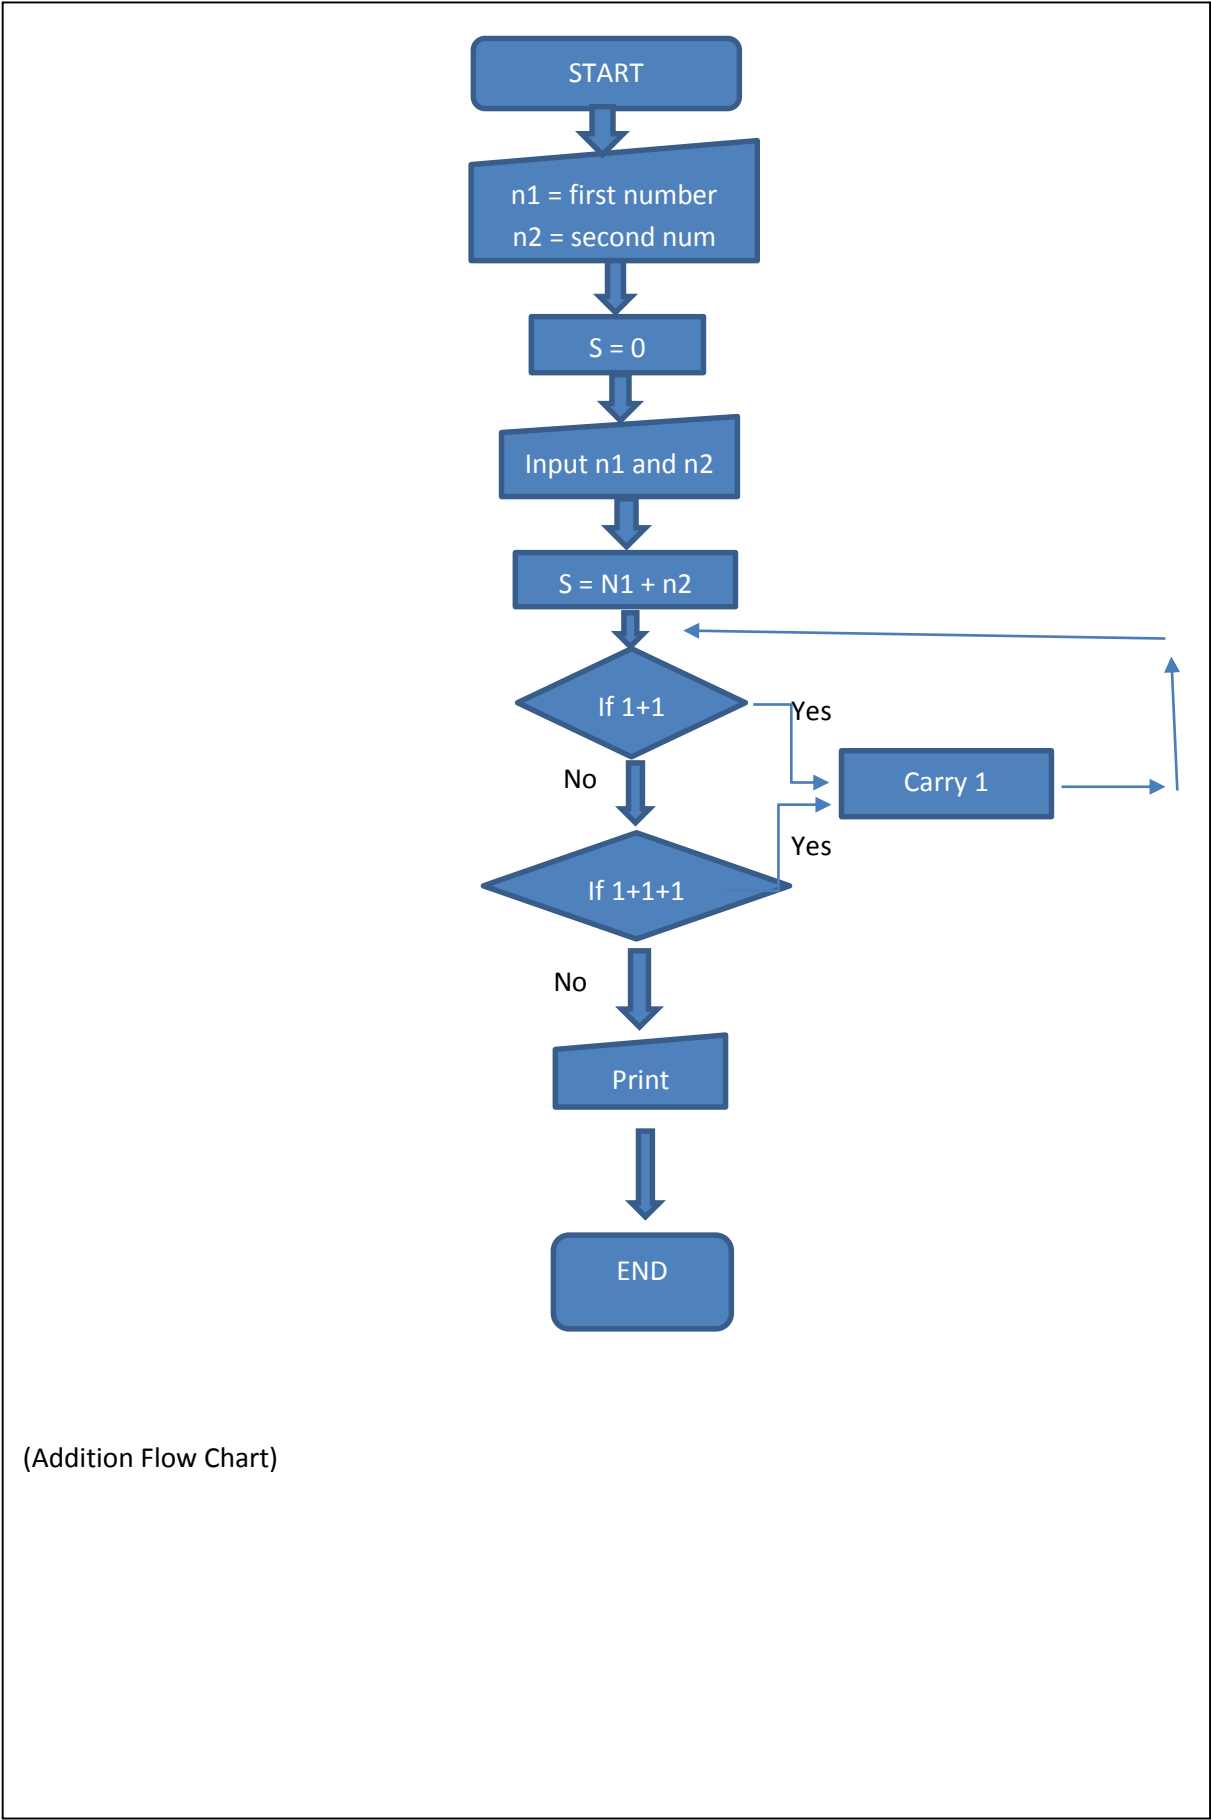 START
n1 = first number
n2 = second num
S = 0
Input n1 and n2
S = N1 + n2
If 1+1
Yes
No
Carry 1
Yes
If 1+1+1
No
Print
END
(Addition Flow Chart)